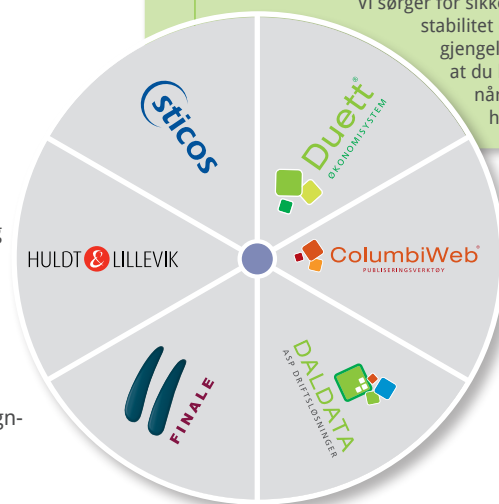 Vi sørger for sikke
stabilitet
gjengel
at du
når
h
sticos
Duett®
ØKONOMISYSTEM
HULDT & LILLEVIK
ColumbiWeb®
PUBLISERINGSVERKTØY
FINALE
DALDATA
ASP DRIFTSLØSNINGER
g
gn-